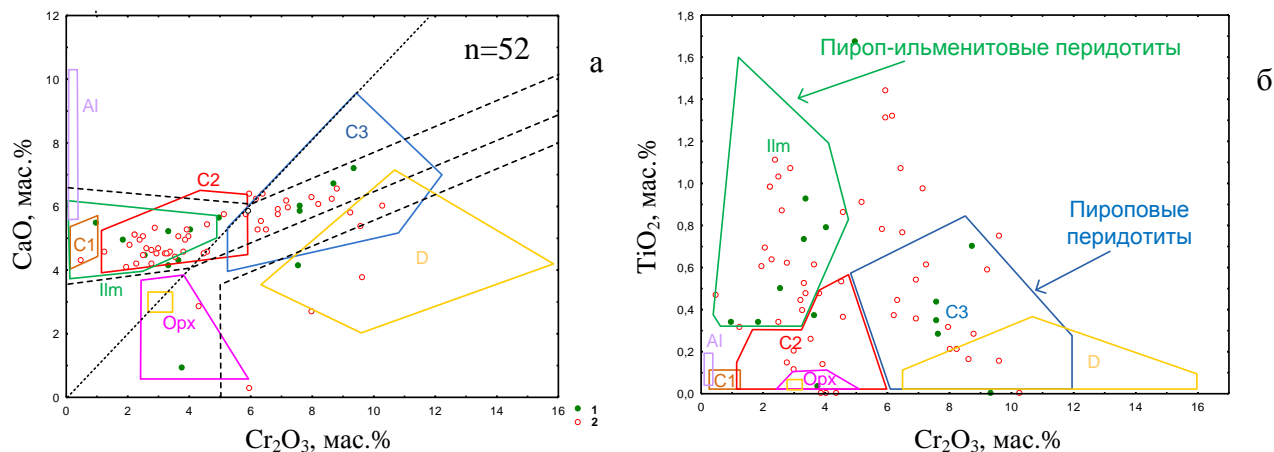 n=52
а
CaO, мас.%
12
10
8
6
4
2
0
Al
C1
C2
C3
Ilm
Opx
D
0 2 4 6 8 10 12 14 16
Cr₂O₃, мас.%
1
2
б
TiO₂, мас.%
1,8
1,6
1,4
1,2
1,0
0,8
0,6
0,4
0,2
0,0
Пироп-ильменитовые перидотиты
Ilm
Пироповые
перидотиты
C3
C2
Al
C1
Opx
D
0 2 4 6 8 10 12 14 16
Cr₂O₃, мас.%